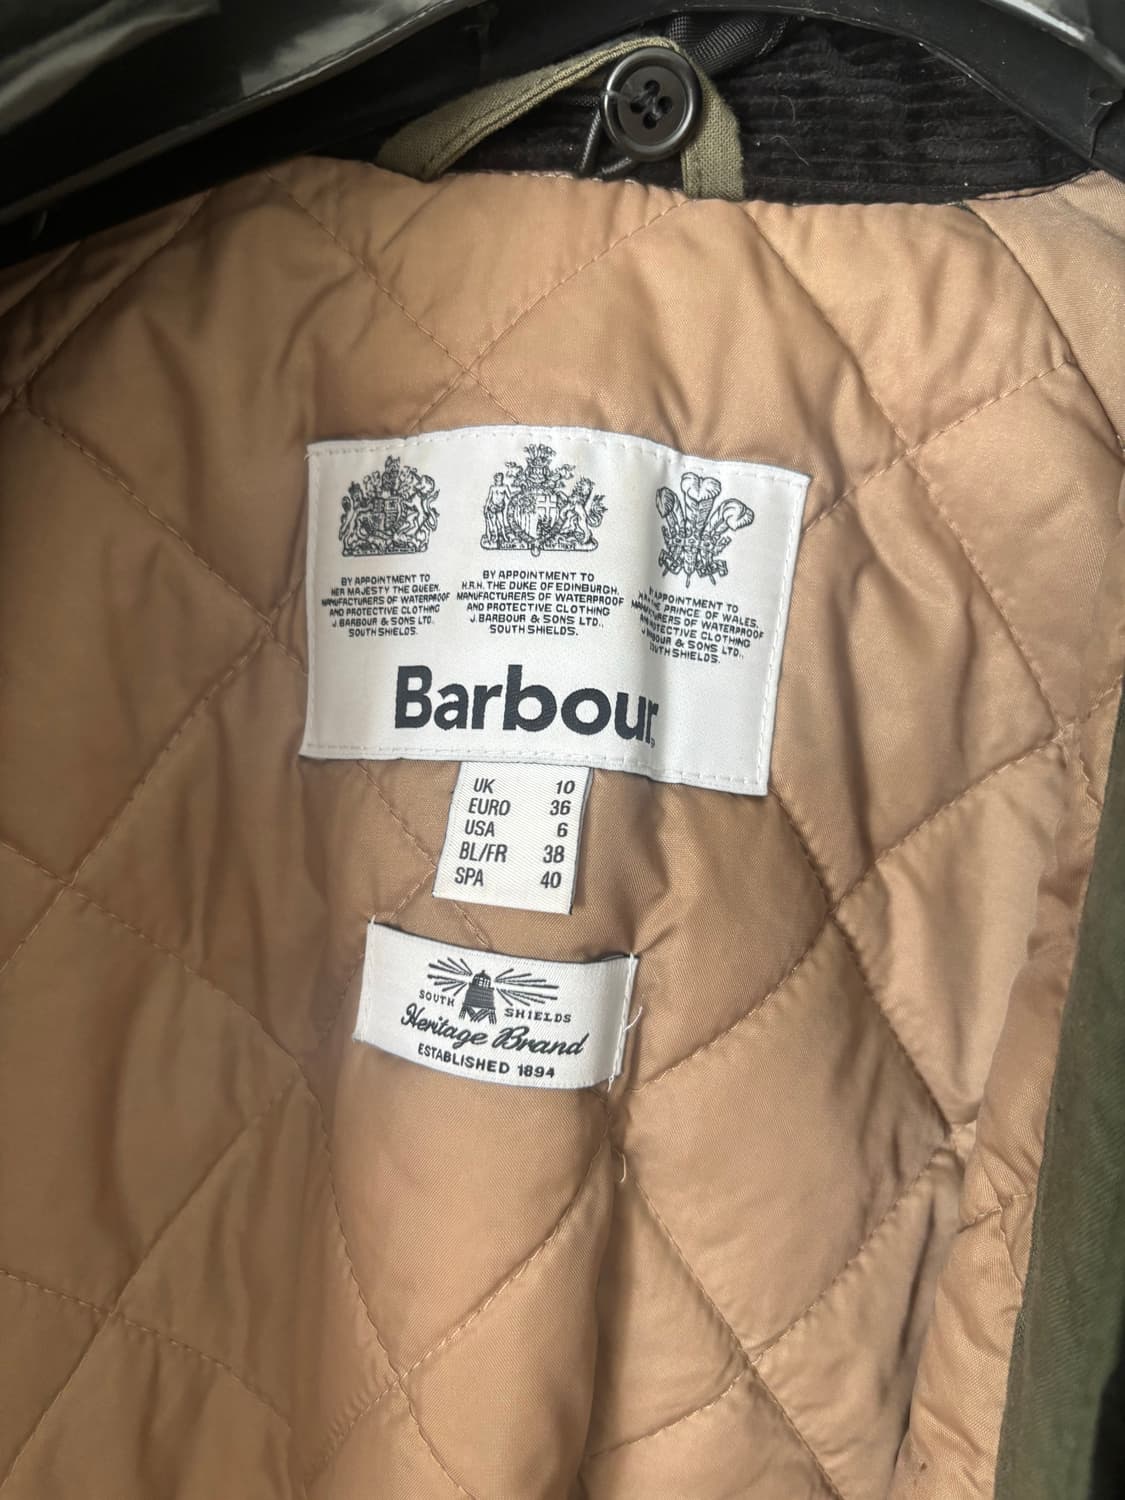 BY APPOINTMENT TO
HER MAJESTY THE QUEEN.
MANUFACTURERS OF WATERPROOF
AND PROTECTIVE CLOTHING
J. BARBOUR & SONS LTD.
SOUTH SHIELDS.
BY APPOINTMENT TO
H.R.H. THE DUKE OF EDINBURGH.
MANUFACTURERS OF WATERPROOF
AND PROTECTIVE CLOTHING
J. BARBOUR & SONS LTD.,
SOUTH SHIELDS.
APPOINTMENT TO
PRINCE OF WALES.
OF WATERPROOF
CLOTHING
& SONS LTD.,
SHIELDS.
Barbour
UK 10
EURO 36
USA 6
BL/FR 38
SPA 40
SOUTH SHIELDS
Heritage Brand
ESTABLISHED 1894